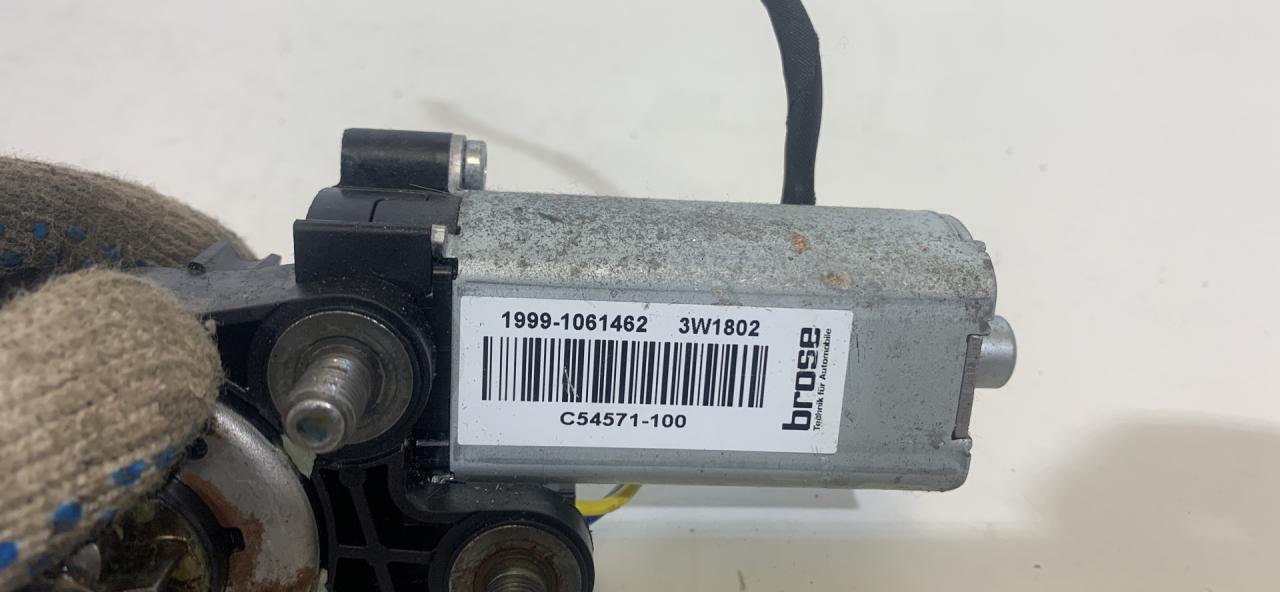 1999-1061462 3W1802
C54571-100
brose
Technik für Automobile